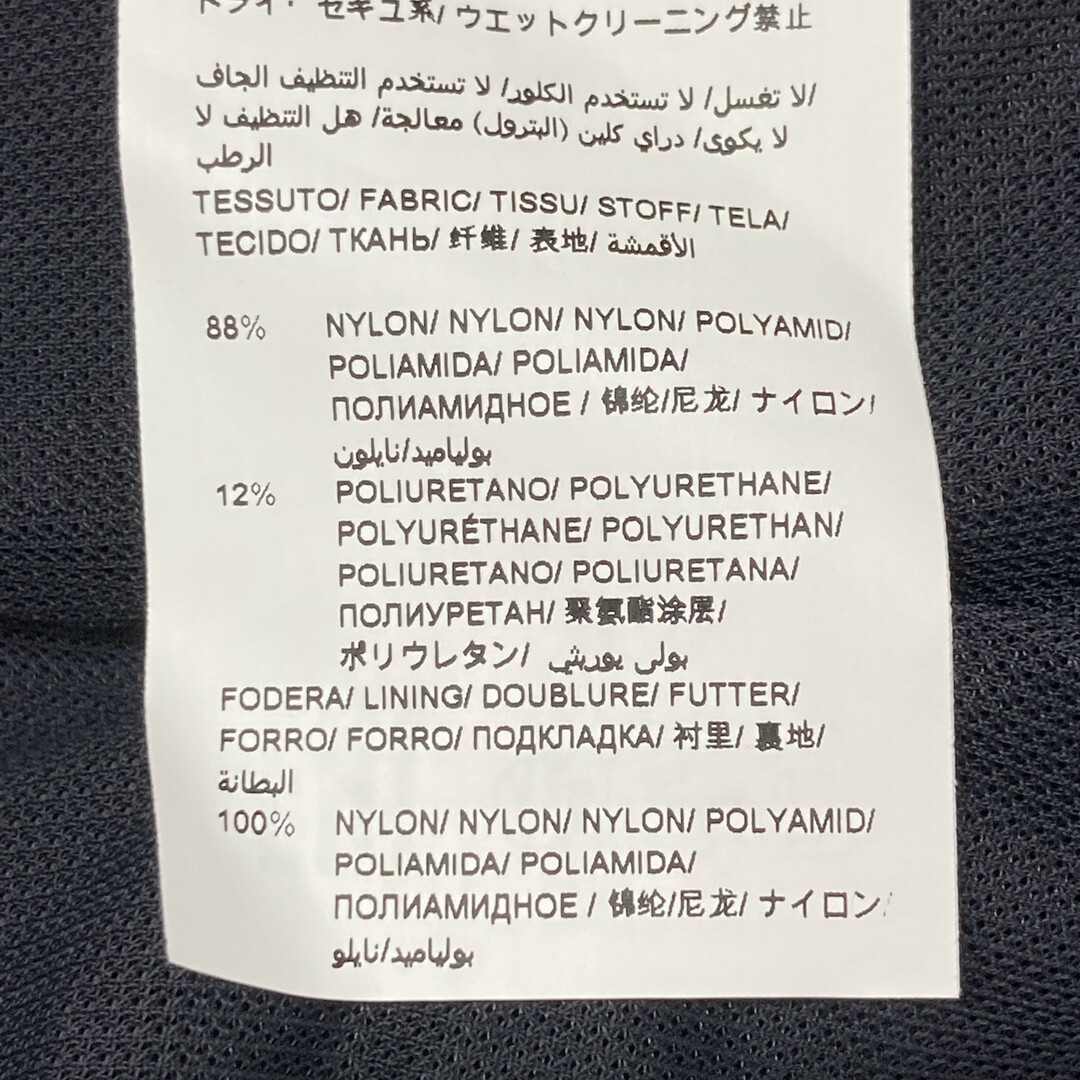 ドライ・セキユ系/ ウエットクリーニング禁止
لا تغسل/ لا تستخدم الكلور/ لا تستخدم التنظيف الجاف/
لا يكوى/ دراي كلين (البترول) معالجة/ هل التنظيف لا
الرطب
TESSUTO/ FABRIC/ TISSU/ STOFF/ TELA/
TECIDO/ ТКАНЬ/ 纤维/ 表地/ الأقمشة
88% NYLON/ NYLON/ NYLON/ POLYAMID/
POLIAMIDA/ POLIAMIDA/
ПОЛИАМИДНОЕ / 锦纶/尼龙/ ナイロン/
بولياميد/نايلون
12% POLIURETANO/ POLYURETHANE/
POLYURÉTHANE/ POLYURETHAN/
POLIURETANO/ POLIURETANA/
ПОЛИУРЕТАН/ 聚氨酯涂层/
ポリウレタン/ بولي يوريثي
FODERA/ LINING/ DOUBLURE/ FUTTER/
FORRO/ FORRO/ ПОДКЛАДКА/ 衬里/ 裏地/
البطانة
100% NYLON/ NYLON/ NYLON/ POLYAMID/
POLIAMIDA/ POLIAMIDA/
ПОЛИАМИДНОЕ / 锦纶/尼龙/ ナイロン/
بولياميد/نايلو